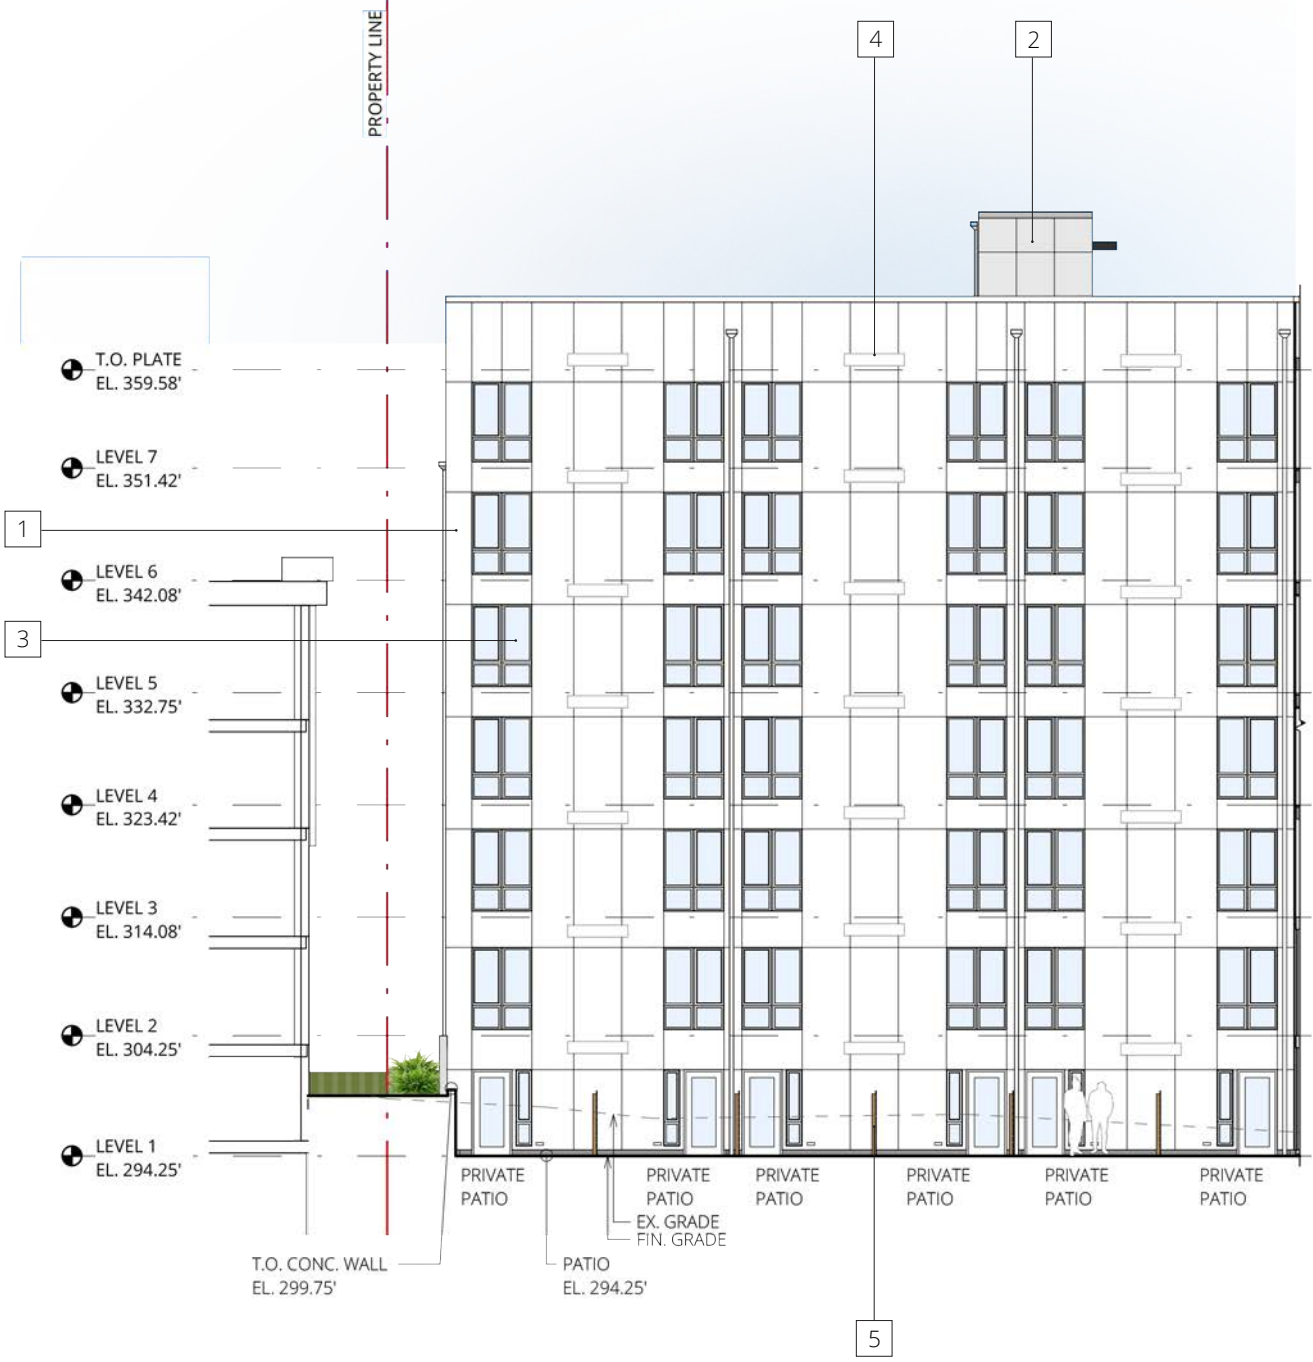 PROPERTY LINE
4
2
T.O. PLATE
EL. 359.58'
LEVEL 7
EL. 351.42'
1
LEVEL 6
EL. 342.08'
3
LEVEL 5
EL. 332.75'
LEVEL 4
EL. 323.42'
LEVEL 3
EL. 314.08'
LEVEL 2
EL. 304.25'
LEVEL 1
EL. 294.25'
PRIVATE
PATIO
PRIVATE
PATIO
PRIVATE
PATIO
PRIVATE
PATIO
PRIVATE
PATIO
PRIVATE
PATIO
EX. GRADE
FIN. GRADE
T.O. CONC. WALL
EL. 299.75'
PATIO
EL. 294.25'
5